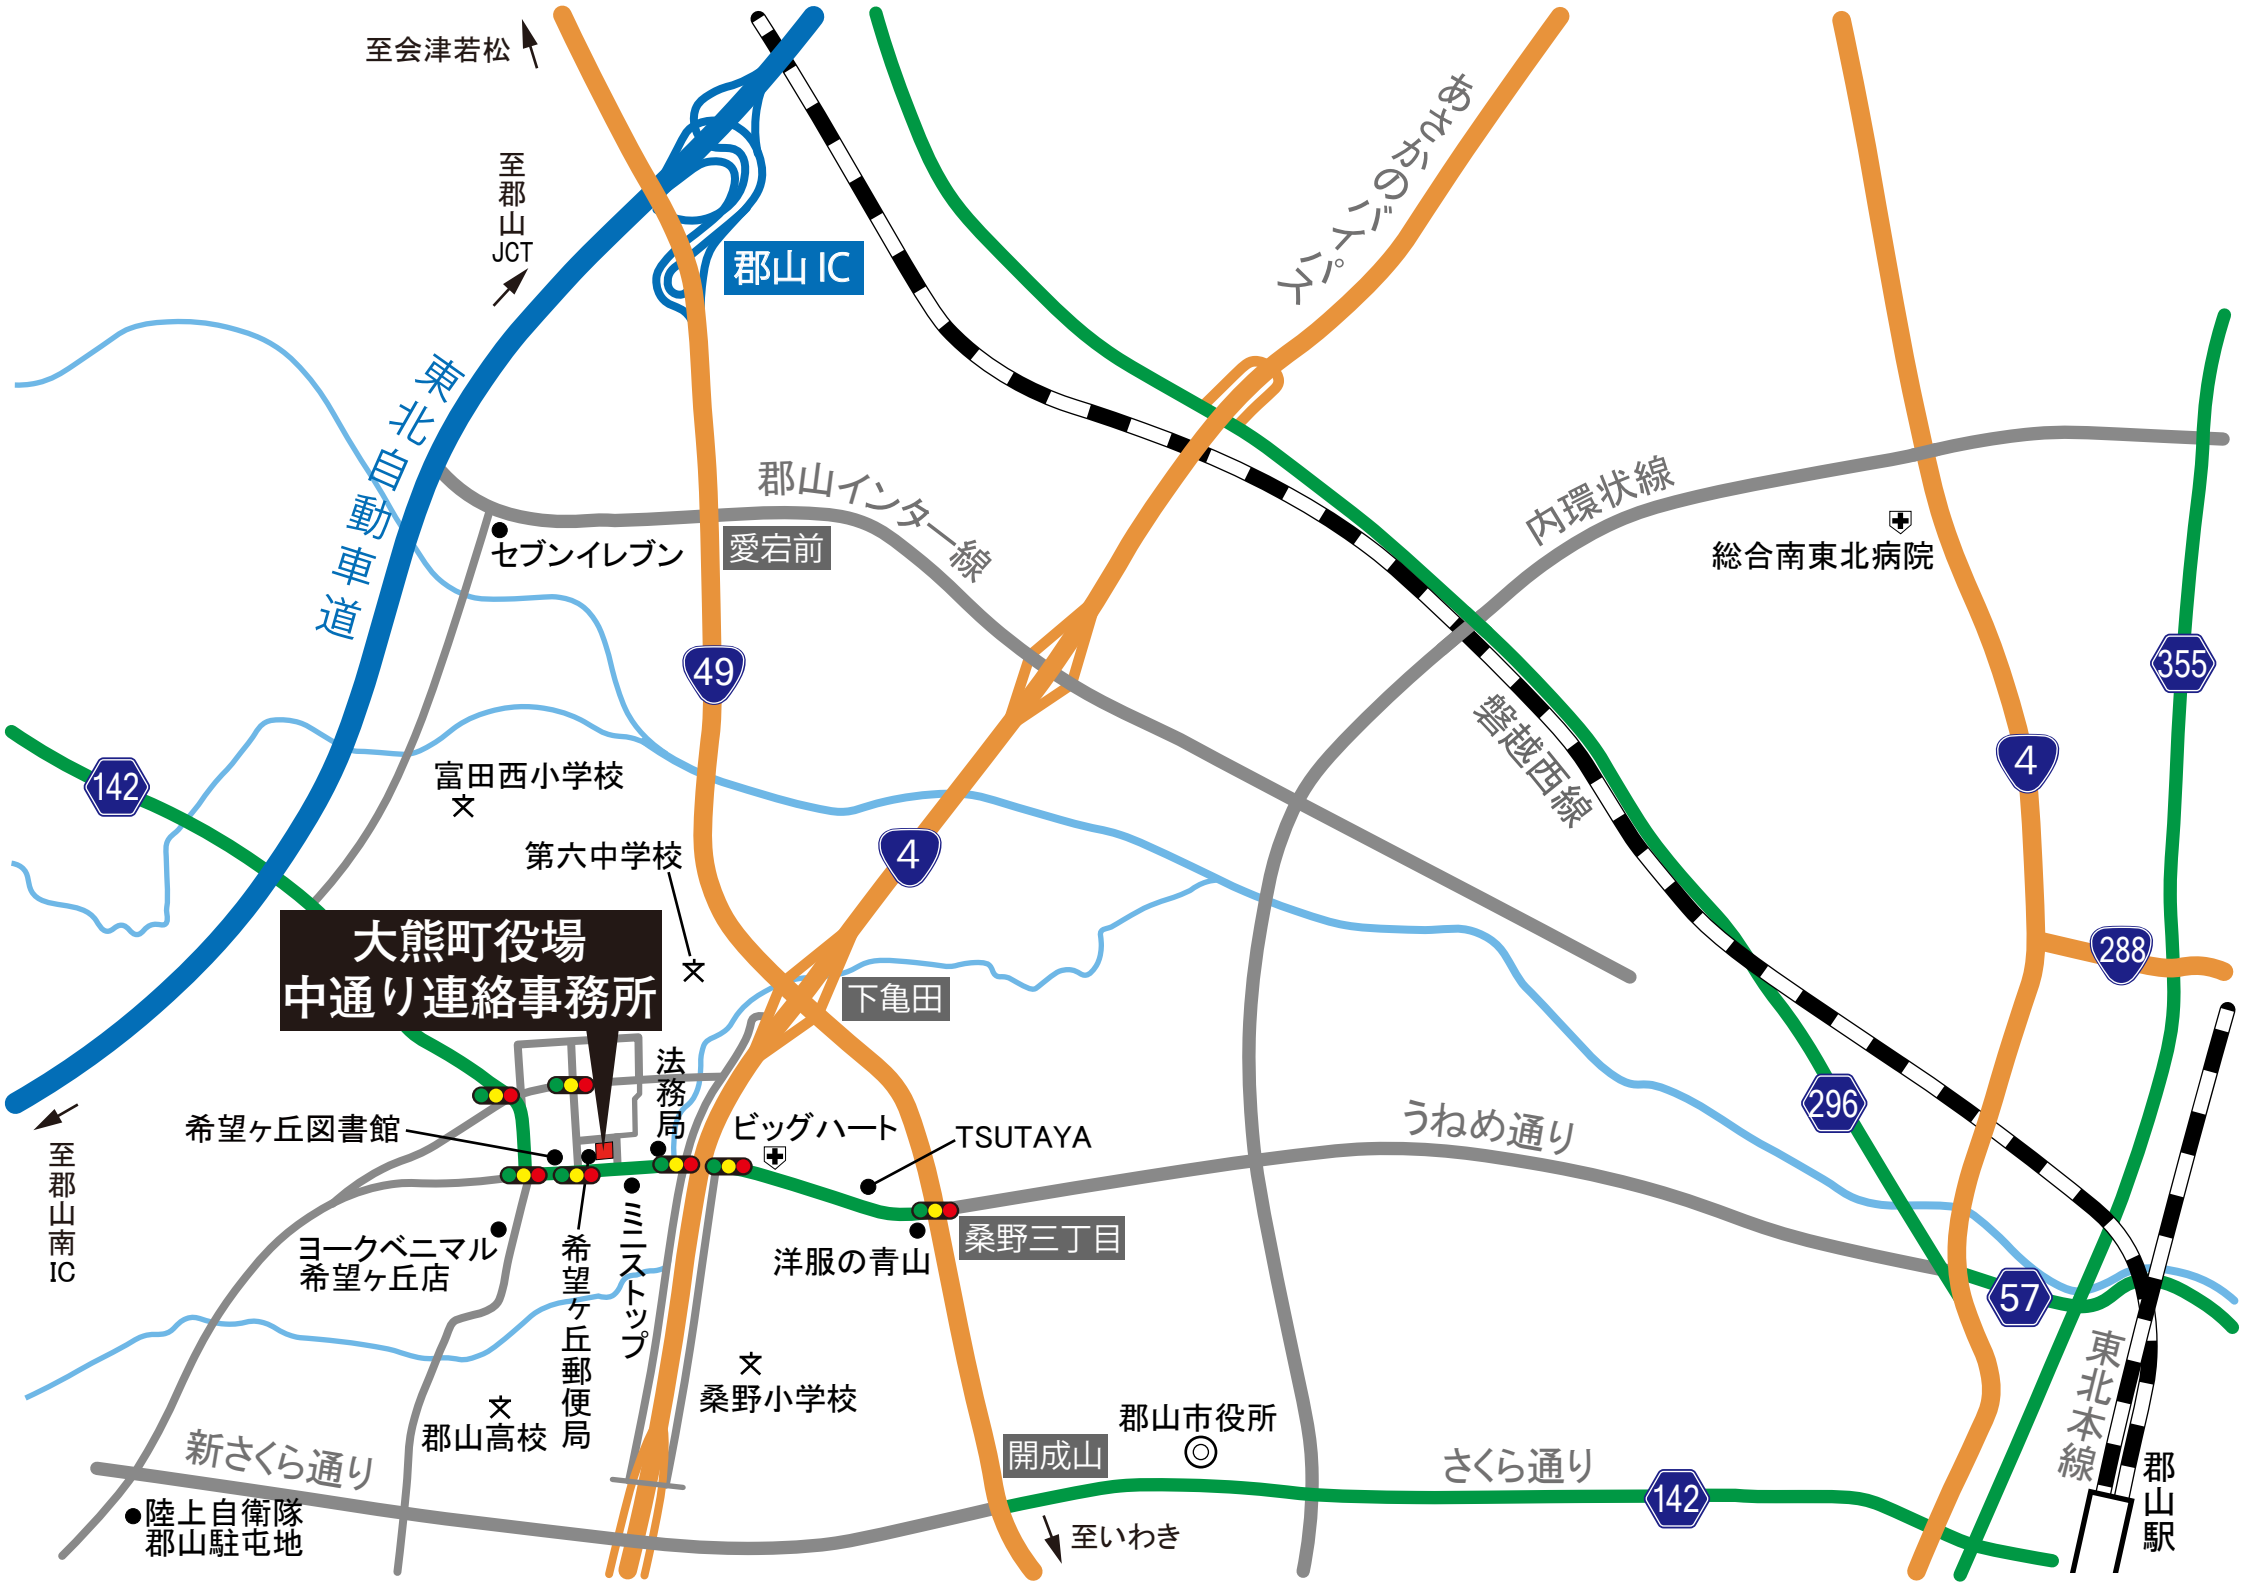 至会津若松
至郡山JCT
郡山IC
あさかのバイパス
東北自動車道
セブンイレブン
郡山インター線
愛宕前
内環状線
総合南東北病院
49
355
142
富田西小学校
磐越西線
4
第六中学校
4
大熊町役場
中通り連絡事務所
下亀田
288
法務局
希望ヶ丘図書館
ビッグハート
TSUTAYA
うねめ通り
296
至郡山南IC
ヨークベニマル
希望ヶ丘店
希望ヶ丘郵便局
ミニストップ
洋服の青山
桑野三丁目
57
東北本線
桑野小学校
郡山高校
新さくら通り
開成山
郡山市役所
さくら通り
142
郡山駅
陸上自衛隊
郡山駐屯地
至いわき